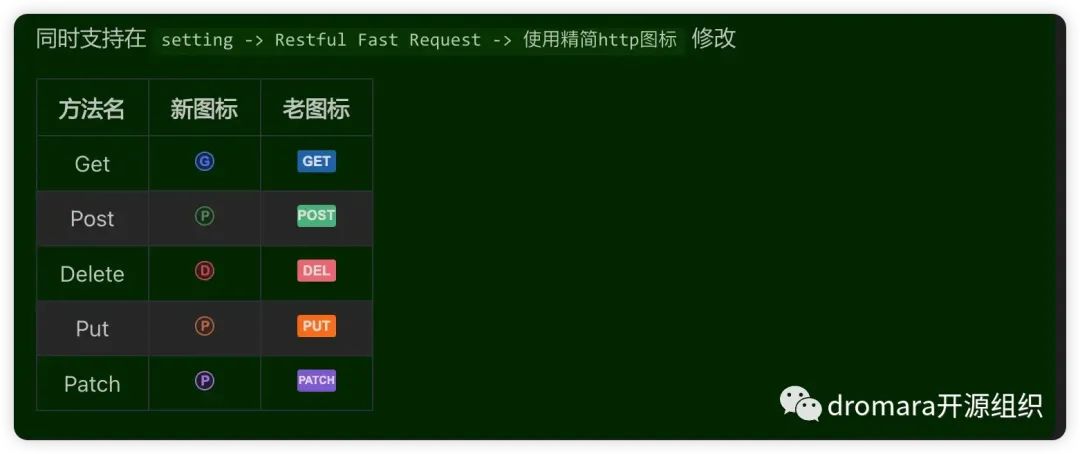 同时支持在 setting -> Restful Fast Request -> 使用精简http图标 修改
方法名 新图标 老图标
Get G GET
Post P POST
Delete D DEL
Put P PUT
Patch P PATCH
dromara开源组织